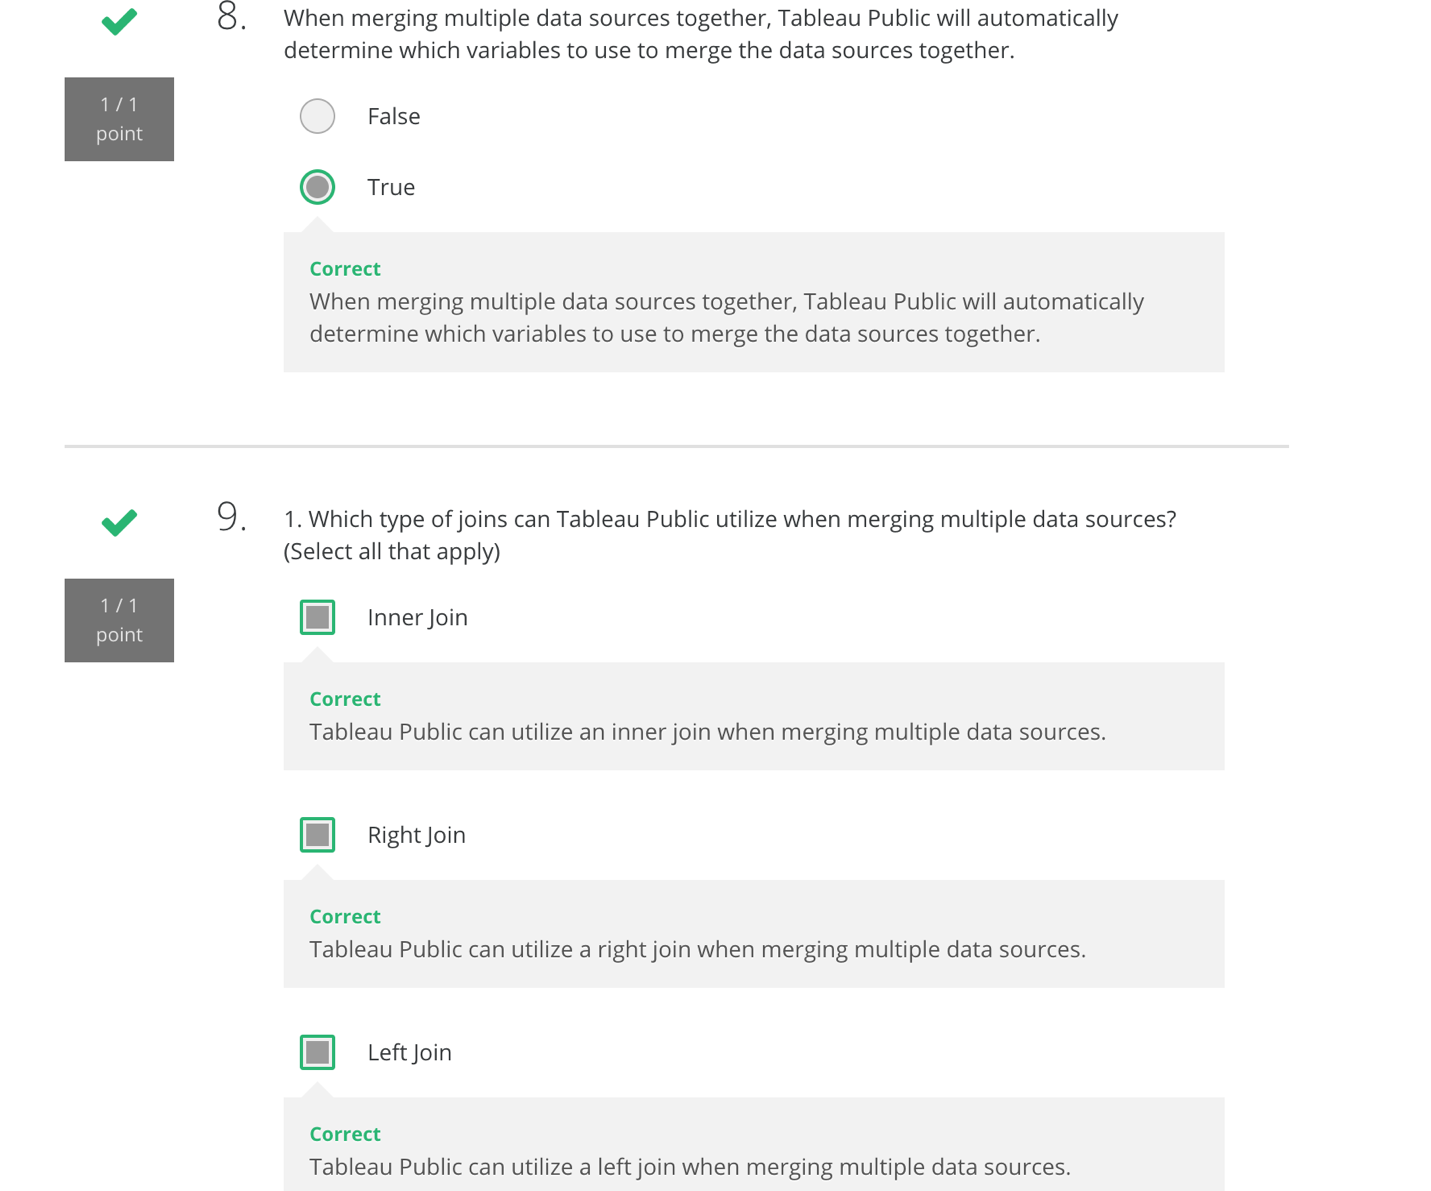 8.
When merging multiple data sources together, Tableau Public will automatically
determine which variables to use to merge the data sources together.
1 / 1
point
False
True
Correct
When merging multiple data sources together, Tableau Public will automatically
determine which variables to use to merge the data sources together.
9.
1. Which type of joins can Tableau Public utilize when merging multiple data sources?
(Select all that apply)
1 / 1
point
Inner Join
Correct
Tableau Public can utilize an inner join when merging multiple data sources.
Right Join
Correct
Tableau Public can utilize a right join when merging multiple data sources.
Left Join
Correct
Tableau Public can utilize a left join when merging multiple data sources.